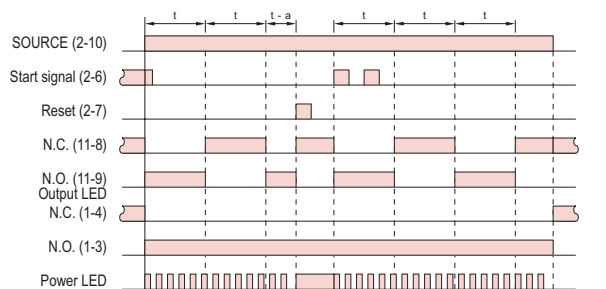 t t t - a t t t
SOURCE (2-10)
Start signal (2-6)
Reset (2-7)
N.C. (11-8)
N.O. (11-9)
Output LED
N.C. (1-4)
N.O. (1-3)
Power LED